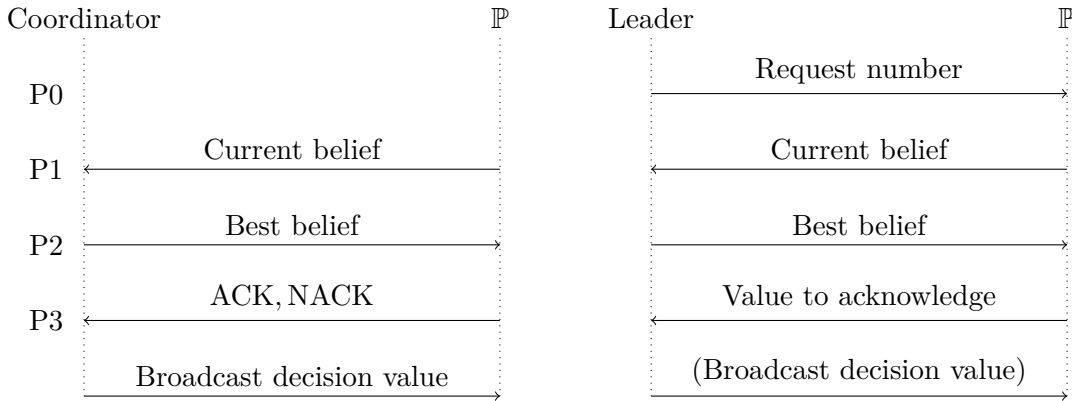 Coordinator ℙ Leader ℙ
P0 Request number
P1 Current belief Current belief
P2 Best belief Best belief
P3 ACK, NACK Value to acknowledge
Broadcast decision value (Broadcast decision value)